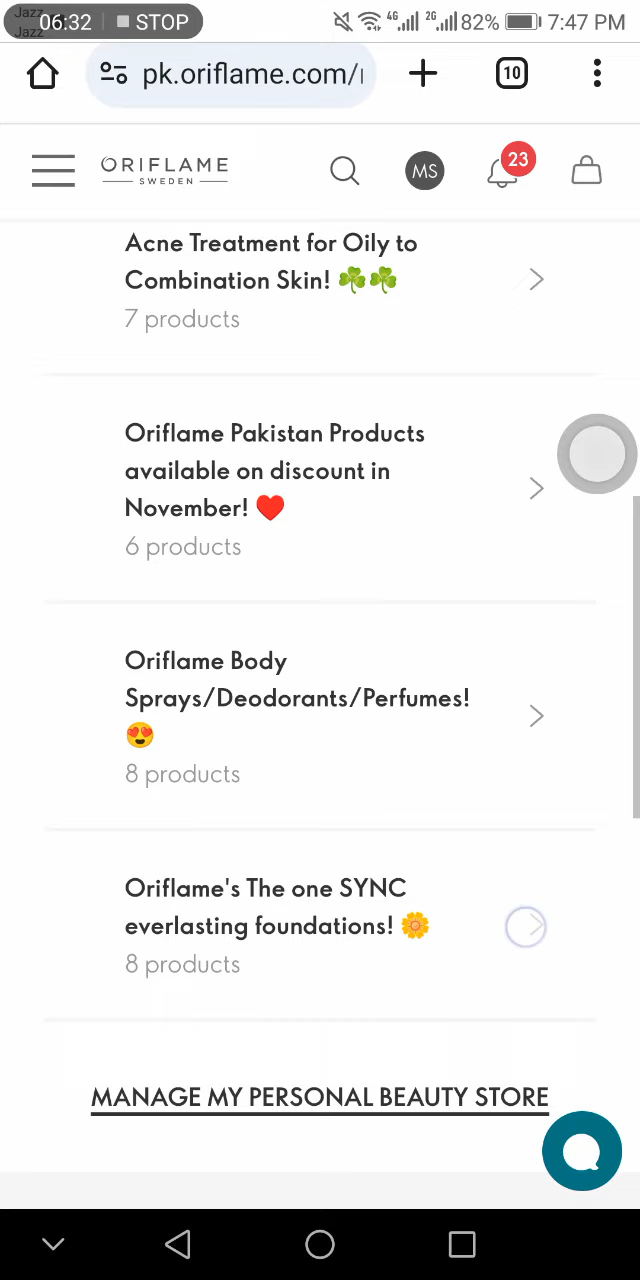 Jazz
Jazz
06:32 STOP
4G 2G 82% 7:47 PM
pk.oriflame.com/
10
ORIFLAME
SWEDEN
MS
23
Acne Treatment for Oily to
Combination Skin! ☘️☘️
7 products
Oriflame Pakistan Products
available on discount in
November! ❤️
6 products
Oriflame Body
Sprays/Deodorants/Perfumes!
😍
8 products
Oriflame's The one SYNC
everlasting foundations! 🌼
8 products
MANAGE MY PERSONAL BEAUTY STORE